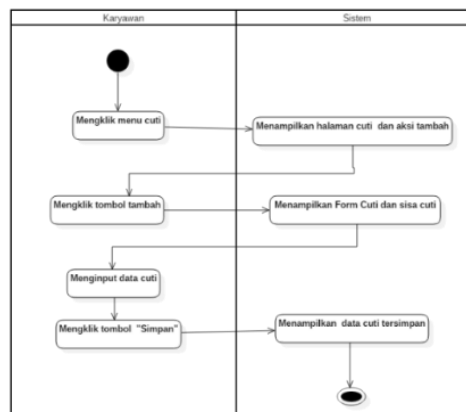 Karyawan
Sistem
Mengklik menu cuti
Menampilkan halaman cuti dan aksi tambah
Mengklik tombol tambah
Menampilkan Form Cuti dan sisa cuti
Menginput data cuti
Mengklik tombol "Simpan"
Menampilkan data cuti tersimpan